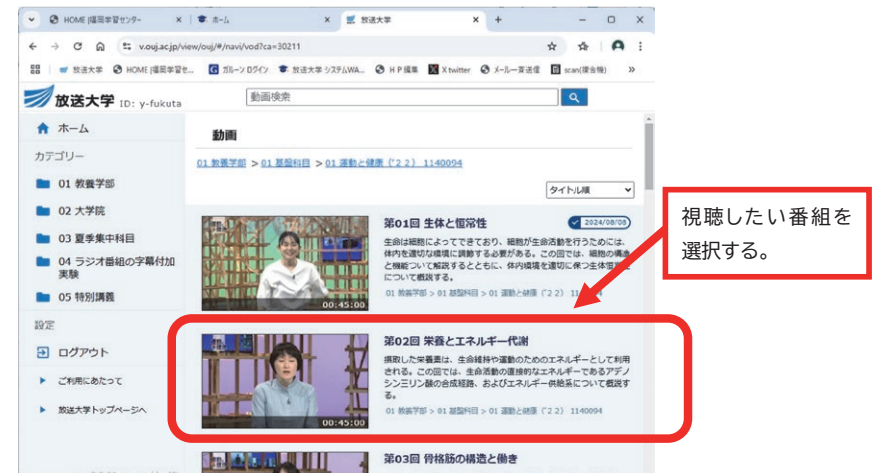 HOME |福岡学習センター
ホーム
放送大学
v.ouj.ac.jp/view/ouj/#/navi/vod?ca=30211
放送大学
HOME |福岡学習セ...
ガルーン ログイン
放送大学 システムWA...
HP編集
X twitter
メール一斉送信
scan(複合機)
放送大学 ID: y-fukuta
動画検索
ホーム
カテゴリー
01 教養学部
02 大学院
03 夏季集中科目
04 ラジオ番組の字幕付加
実験
05 特別講義
設定
ログアウト
ご利用にあたって
放送大学トップページへ
動画
01 教養学部 > 01 基盤科目 > 01 運動と健康('22) 1140094
タイトル順
第01回 生体と恒常性
2024/08/08
生命は細胞によってできており、細胞が生命活動を行うためには、
体内を適切な環境に調節する必要がある。この回では、細胞の構造
と機能ついて解説するとともに、体内環境を適切に保つ生体恒常性
について概説する。
01 教養学部 > 01 基盤科目 > 01 運動と健康('22) 1140094
00:45:00
第02回 栄養とエネルギー代謝
摂取した栄養素は、生命維持や運動のためのエネルギーとして利用
される。この回では、生命活動の直接的なエネルギーであるアデノ
シン三リン酸の合成経路、およびエネルギー供給系について概説す
る。
01 教養学部 > 01 基盤科目 > 01 運動と健康('22) 1140094
00:45:00
第03回 骨格筋の構造と働き
視聴したい番組を
選択する。